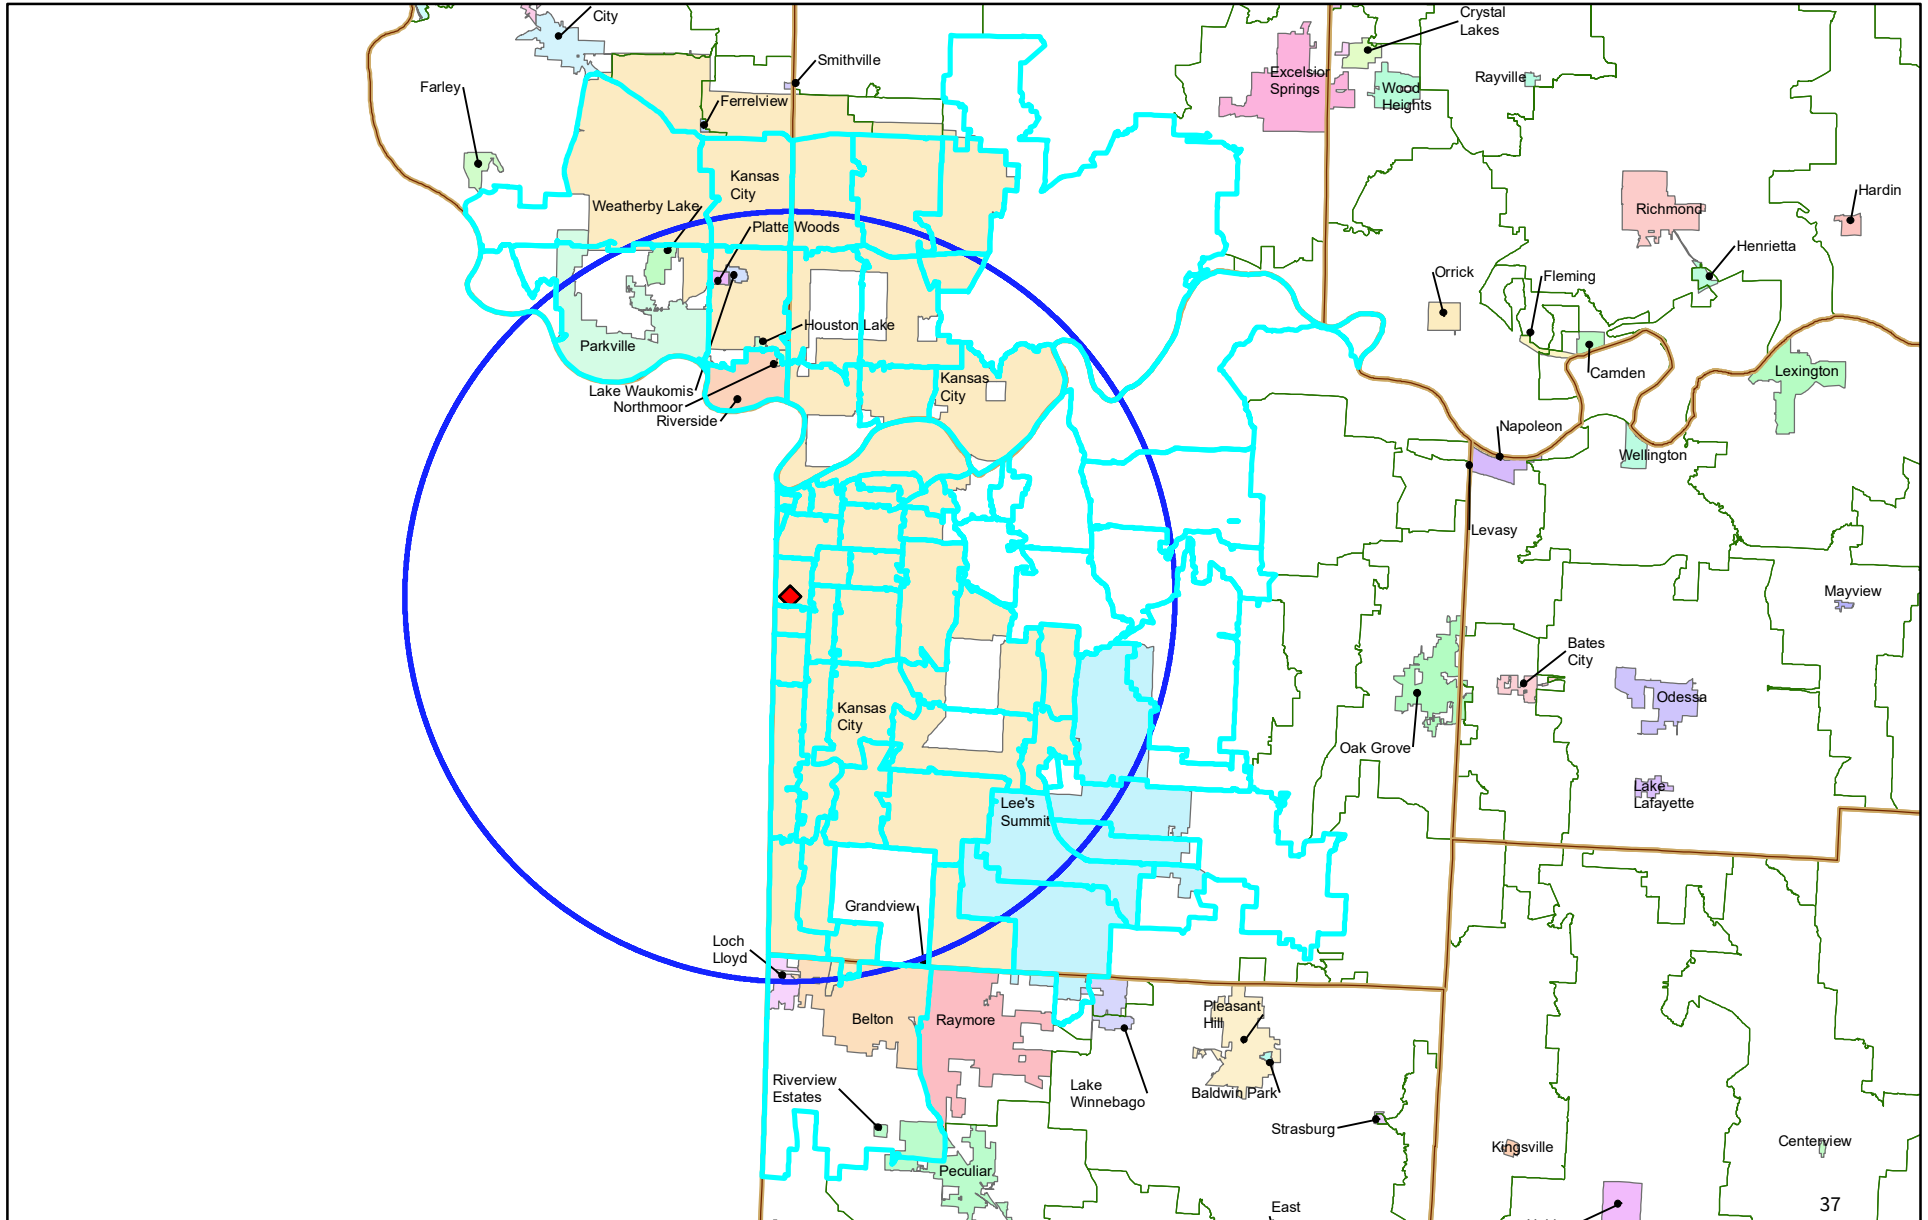 City
Crystal
Lakes
Smithville
Farley
Excelsior
Springs
Wood
Heights
Rayville
Ferrelview
Kansas
City
Weatherby Lake
Platte Woods
Richmond
Hardin
Henrietta
Orrick
Fleming
Houston Lake
Parkville
Kansas
City
Camden
Lexington
Lake Waukomis
Northmoor
Riverside
Napoleon
Wellington
Levasy
Mayview
Bates
City
Odessa
Kansas
City
Oak Grove
Lake
Lafayette
Lee's
Summit
Grandview
Loch
Lloyd
Belton
Raymore
Pleasant
Hill
Riverview
Estates
Lake
Winnebago
Baldwin Park
Strasburg
Kingsville
Centerview
Peculiar
East
37